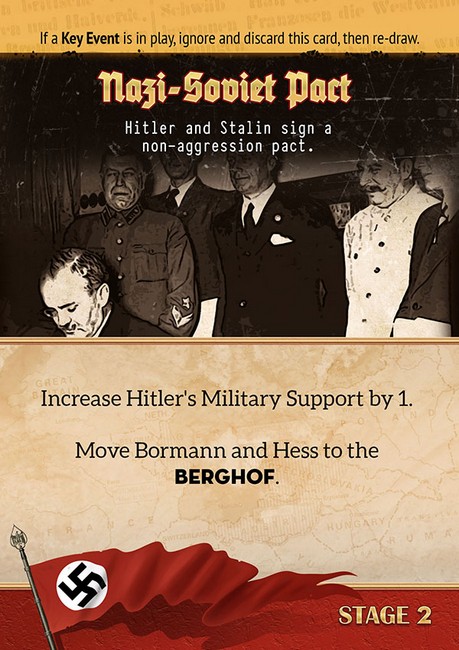 If a Key Event is in play, ignore and discard this card, then re-draw.
Nazi-Soviet Pact
Hitler and Stalin sign a
non-aggression pact.
Increase Hitler's Military Support by 1.
Move Bormann and Hess to the
BERGHOF.
STAGE 2